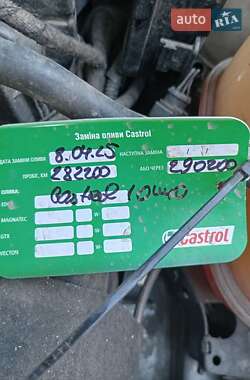 AUTO RIA
Заміна оливи Castrol
ДАТА ЗАМІНИ ОЛИВИ 8.04.25 НАСТУПНА ЗАМІНА
ПРОБІГ, КМ 282200 АБО ЧЕРЕЗ 290200
ОЛИВА: Castrol
EDGE W
MAGNATEC W
GTX W
VECTON W
Castrol